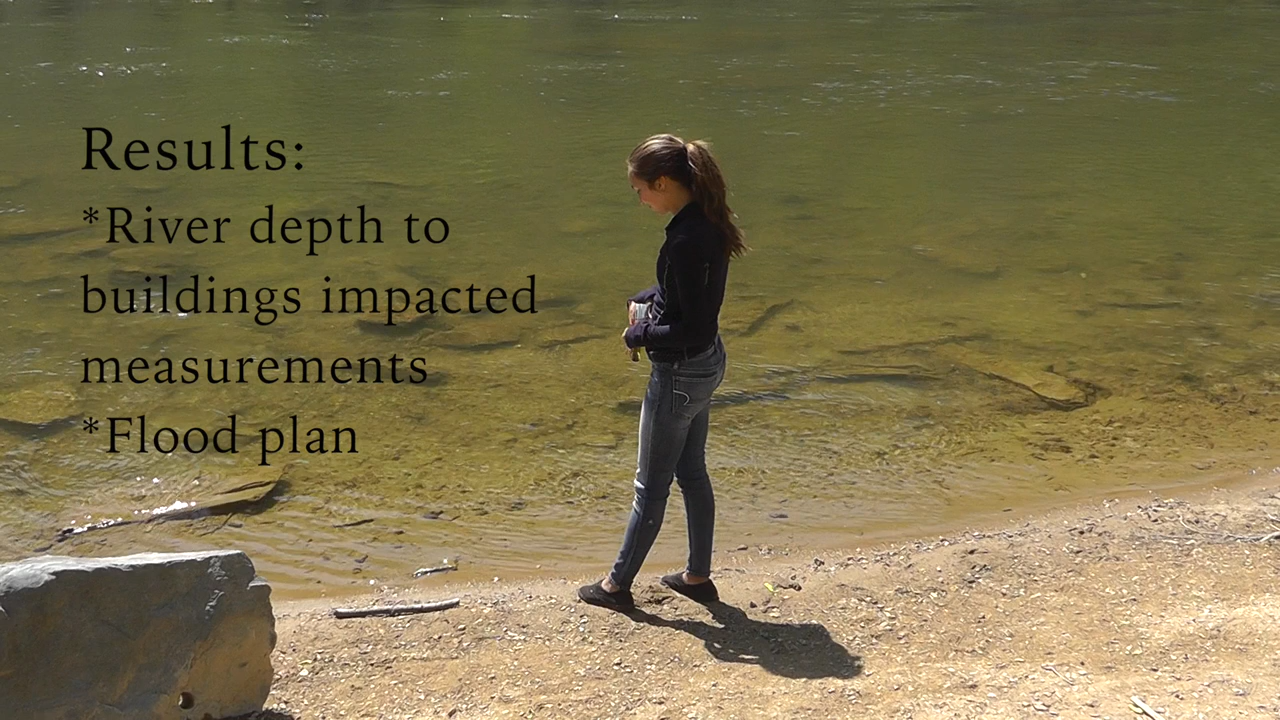 Results:
*River depth to
buildings impacted
measurements
*Flood plan